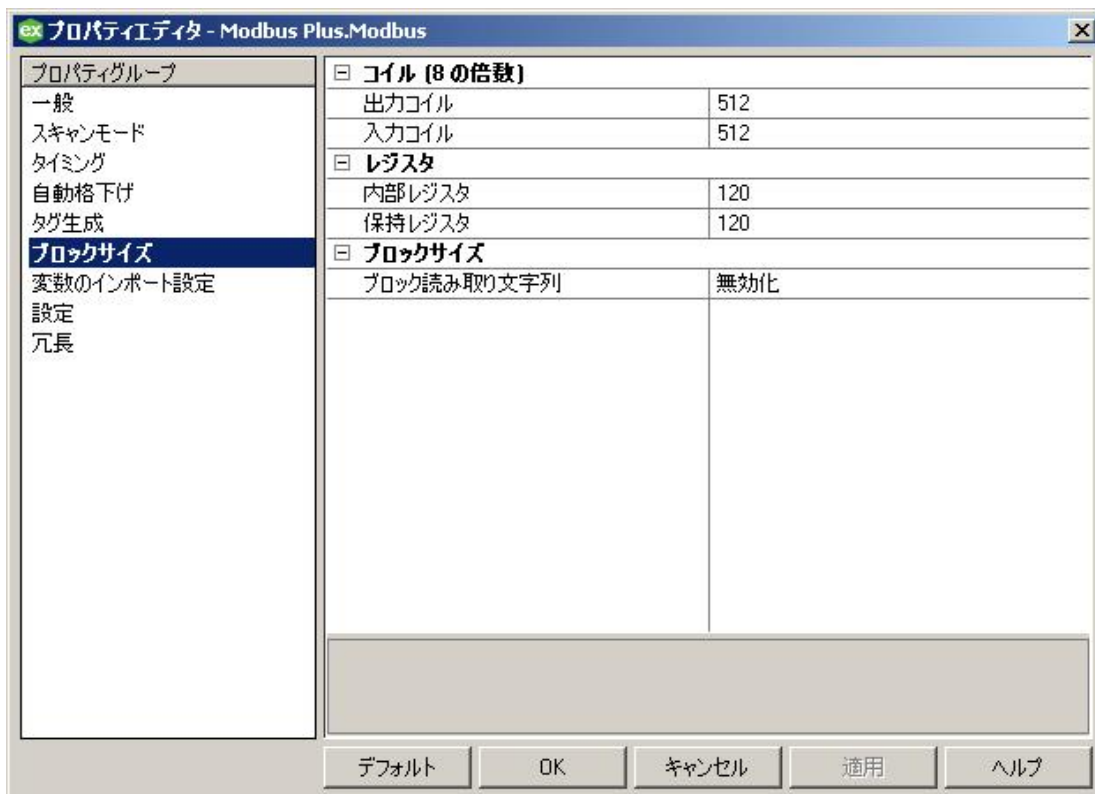 ex プロパティエディタ - Modbus Plus.Modbus
プロパティグループ
一般
スキャンモード
タイミング
自動格下げ
タグ生成
ブロックサイズ
変数のインポート設定
設定
冗長
コイル (8 の倍数)
出力コイル 512
入力コイル 512
レジスタ
内部レジスタ 120
保持レジスタ 120
ブロックサイズ
ブロック読み取り文字列 無効化
デフォルト OK キャンセル 適用 ヘルプ